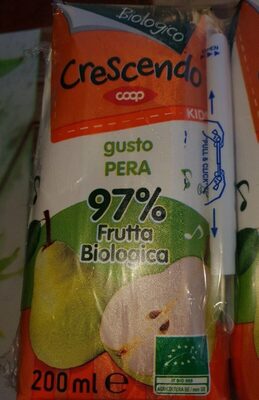 Biologico
Crescendo
coop
KIDS
gusto
PERA
97%
Frutta
Biologica
PULL & CLICK
200 ml e